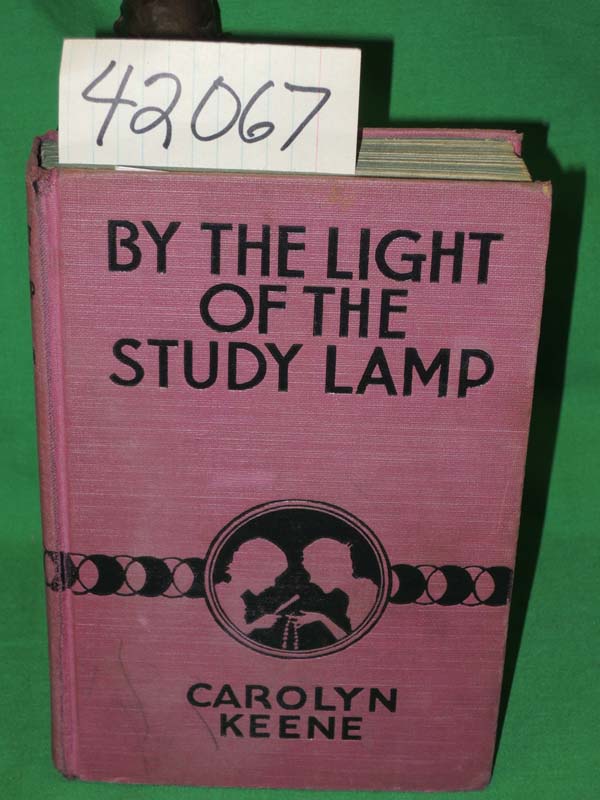 42067
BY THE LIGHT
OF THE
STUDY LAMP
CAROLYN
KEENE